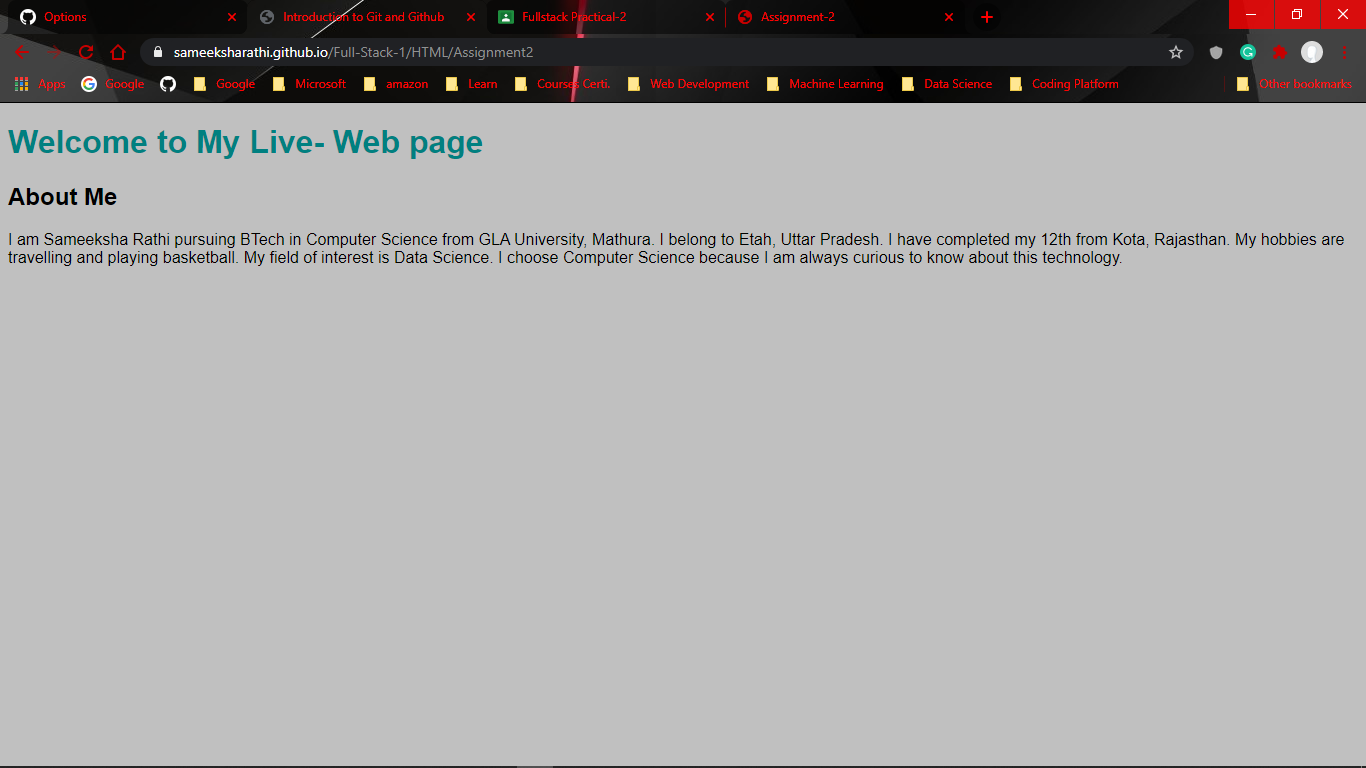 Options Introduction to Git and Github Fullstack Practical-2 Assignment-2
sameeksharathi.github.io/Full-Stack-1/HTML/Assignment2
Apps Google Google Microsoft amazon Learn Courses Certi. Web Development Machine Learning Data Science Coding Platform Other bookmarks
Welcome to My Live- Web page
About Me
I am Sameeksha Rathi pursuing BTech in Computer Science from GLA University, Mathura. I belong to Etah, Uttar Pradesh. I have completed my 12th from Kota, Rajasthan. My hobbies are
travelling and playing basketball. My field of interest is Data Science. I choose Computer Science because I am always curious to know about this technology.